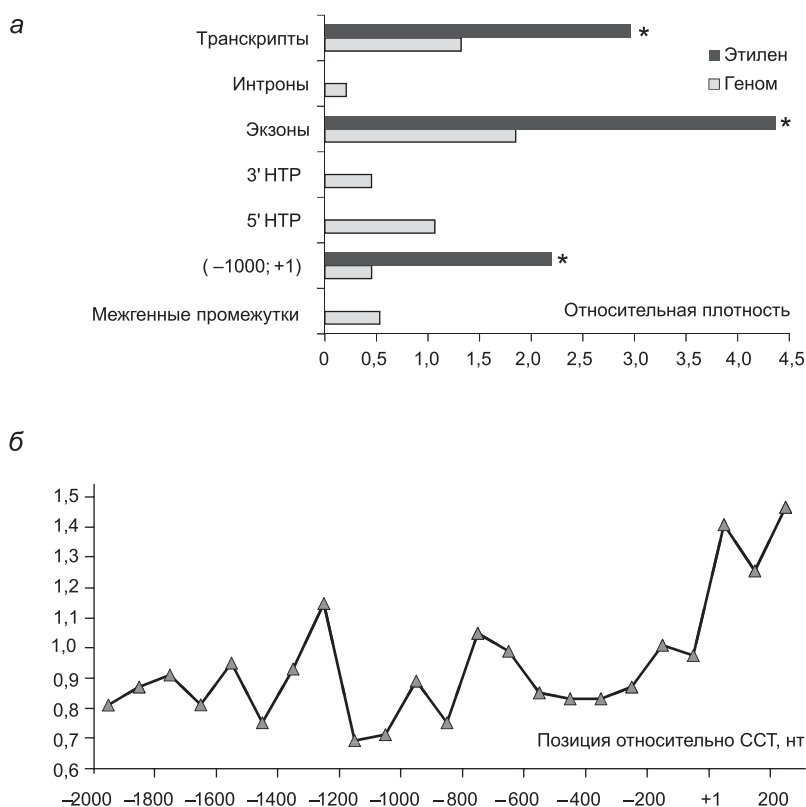 а
Транскрипты
*
Этилен
Интроны
Геном
Экзоны
*
3' НТР
5' НТР
( –1000; +1)
*
Межгенные промежутки
Относительная плотность
0 0,5 1,0 1,5 2,0 2,5 3,0 3,5 4,0 4,5
б
1,5
1,4
1,3
1,2
1,1
1,0
0,9
0,8
0,7
0,6
Позиция относительно ССТ, нт
–2000 –1800 –1600 –1400 –1200 –1000 –800 –600 –400 –200 +1 200